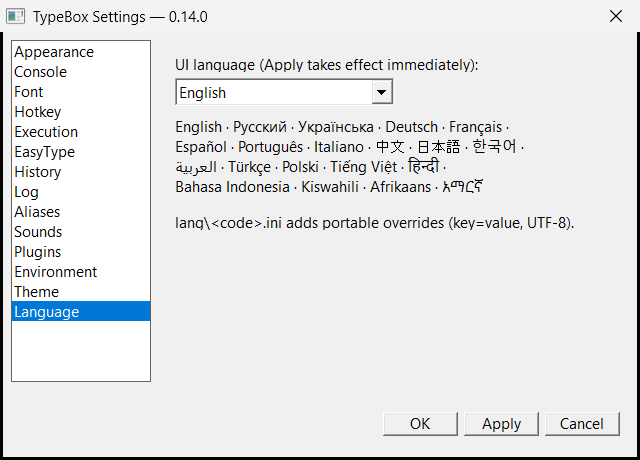 TypeBox Settings — 0.14.0
Appearance
Console
Font
Hotkey
Execution
EasyType
History
Log
Aliases
Sounds
Plugins
Environment
Theme
Language
UI language (Apply takes effect immediately):
English
English · Русский · Українська · Deutsch · Français ·
Español · Português · Italiano · 中文 · 日本語 · 한국어 ·
العربية · Türkçe · Polski · Tiếng Việt · हिन्दी ·
Bahasa Indonesia · Kiswahili · Afrikaans · አማርኛ
lang\<code>.ini adds portable overrides (key=value, UTF-8).
OK
Apply
Cancel